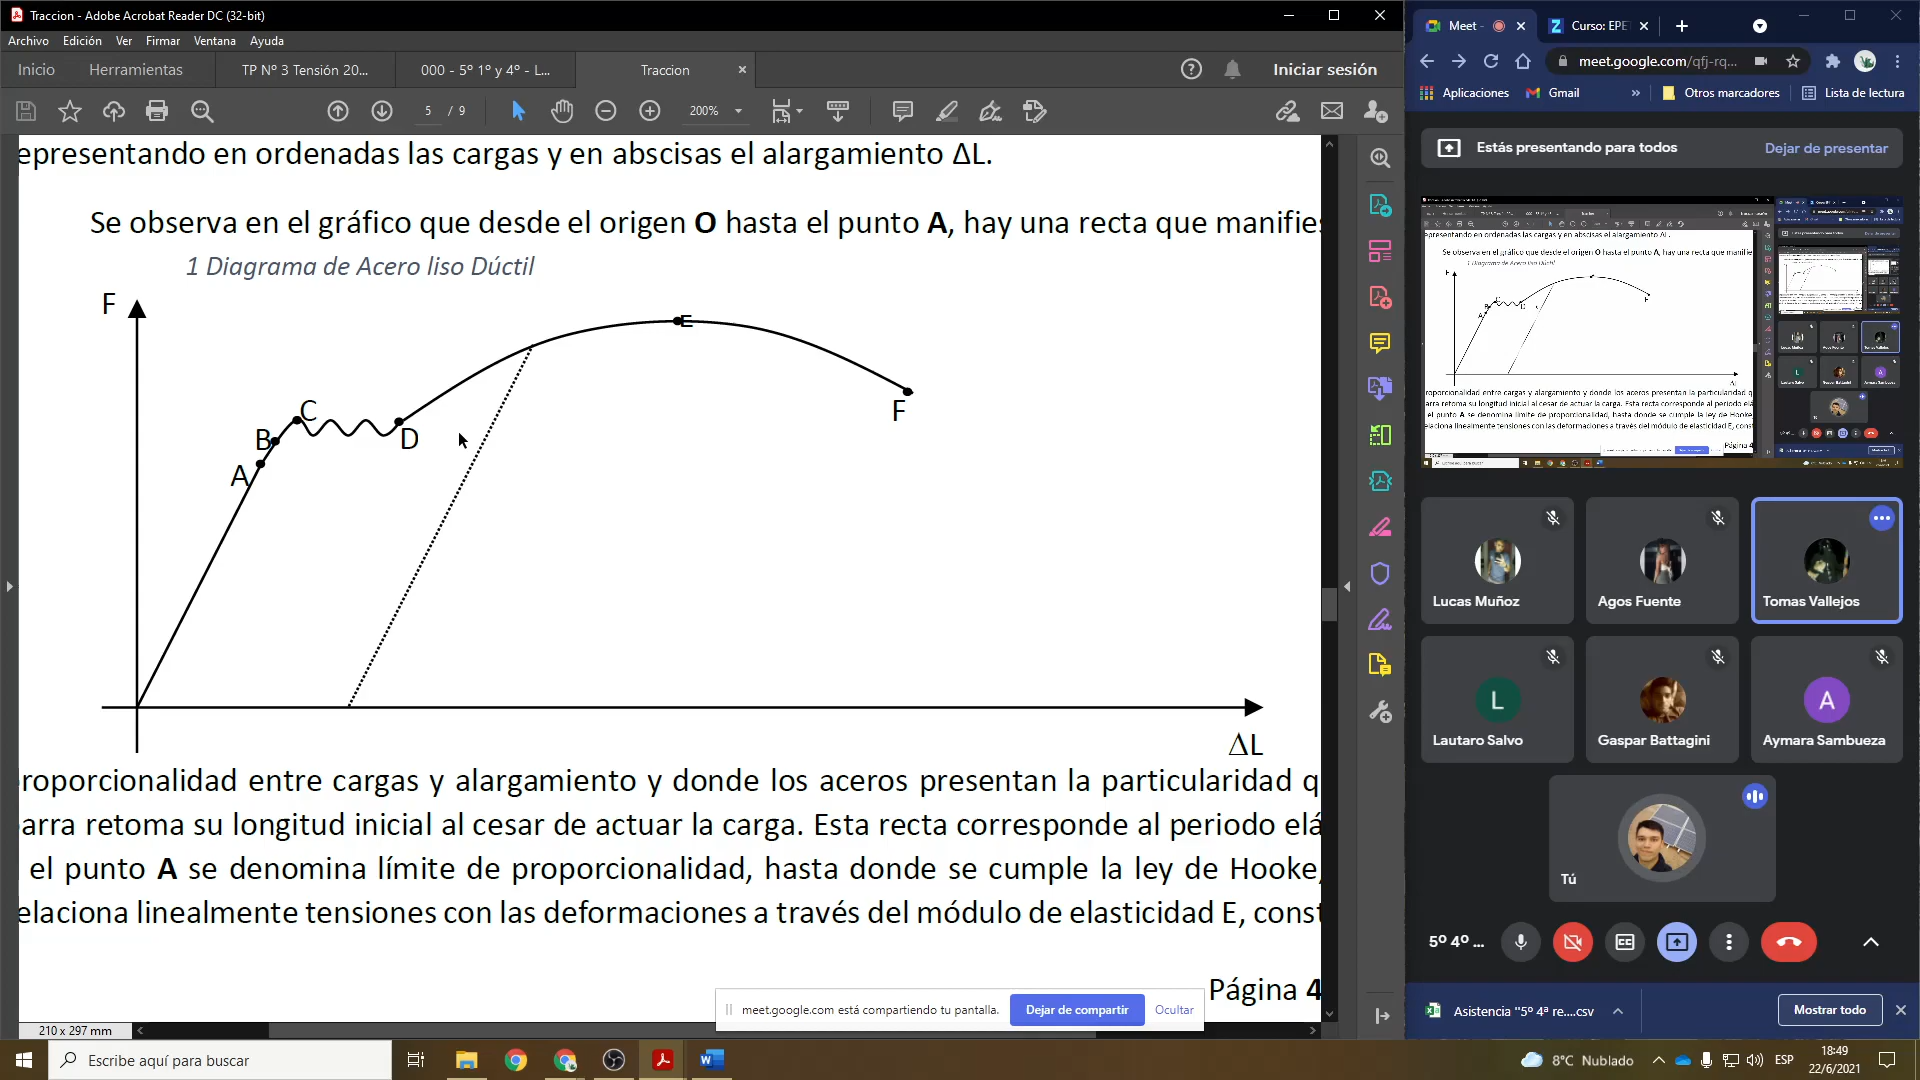 Traccion - Adobe Acrobat Reader DC (32-bit)
Archivo Edición Ver Firmar Ventana Ayuda
Inicio Herramientas TP Nº 3 Tensión 20... 000 - 5º 1º y 4º - L... Traccion Iniciar sesión
5 / 9 200%
epresentando en ordenadas las cargas y en abscisas el alargamiento ΔL.
Se observa en el gráfico que desde el origen O hasta el punto A, hay una recta que manifies
1 Diagrama de Acero liso Dúctil
F
E
C
B
D
A
F
ΔL
roporcionalidad entre cargas y alargamiento y donde los aceros presentan la particularidad q
arra retoma su longitud inicial al cesar de actuar la carga. Esta recta corresponde al periodo elá
el punto A se denomina límite de proporcionalidad, hasta donde se cumple la ley de Hooke,
elaciona linealmente tensiones con las deformaciones a través del módulo de elasticidad E, const
Página 4
210 x 297 mm
meet.google.com está compartiendo tu pantalla. Dejar de compartir Ocultar
Meet - Curso: EPE
meet.google.com/qfj-rq...
Aplicaciones Gmail » Otros marcadores Lista de lectura
Estás presentando para todos Dejar de presentar
Lucas Muñoz
Agos Fuente
Tomas Vallejos
L
Lautaro Salvo
Gaspar Battagini
A
Aymara Sambueza
Tú
5º 4º ...
Asistencia "5º 4ª re....csv Mostrar todo
Escribe aquí para buscar
8°C Nublado ESP 18:49
22/6/2021